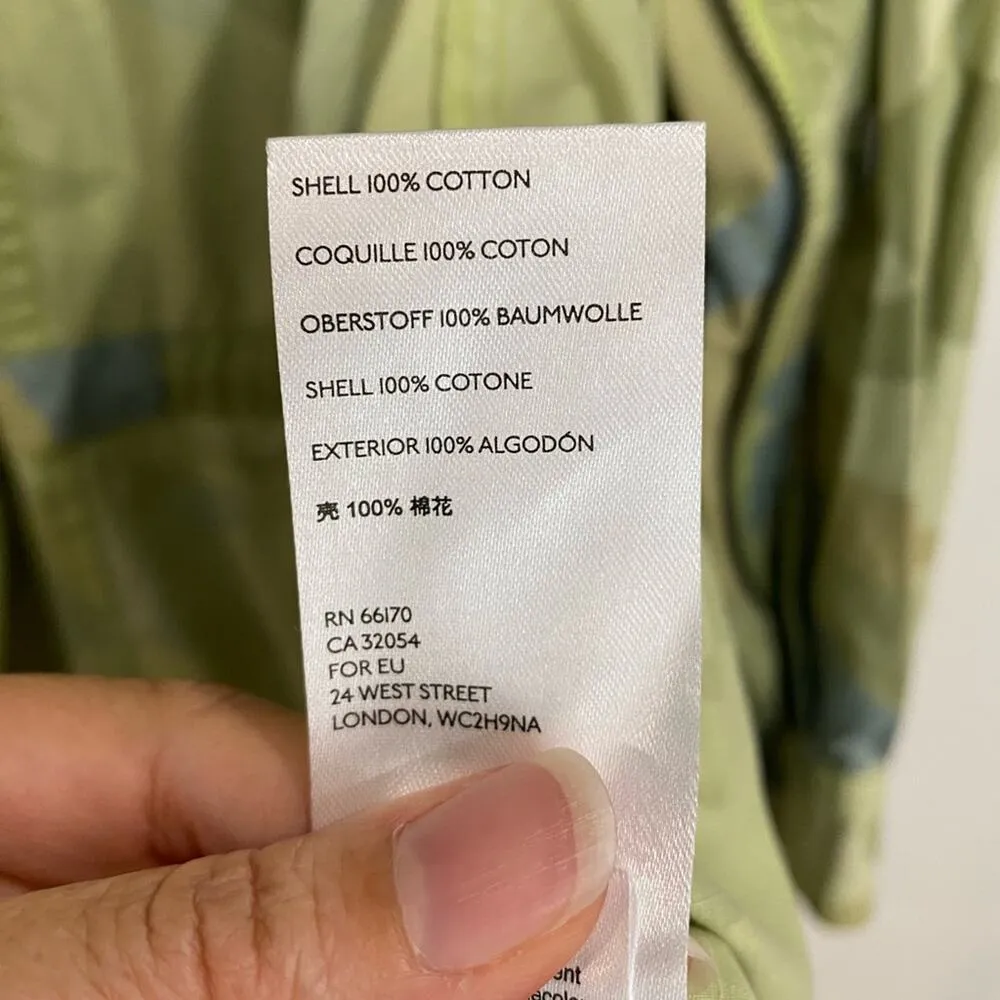 SHELL 100% COTTON
COQUILLE 100% COTON
OBERSTOFF 100% BAUMWOLLE
SHELL 100% COTONE
EXTERIOR 100% ALGODÓN
壳 100% 棉花
RN 66170
CA 32054
FOR EU
24 WEST STREET
LONDON, WC2H9NA